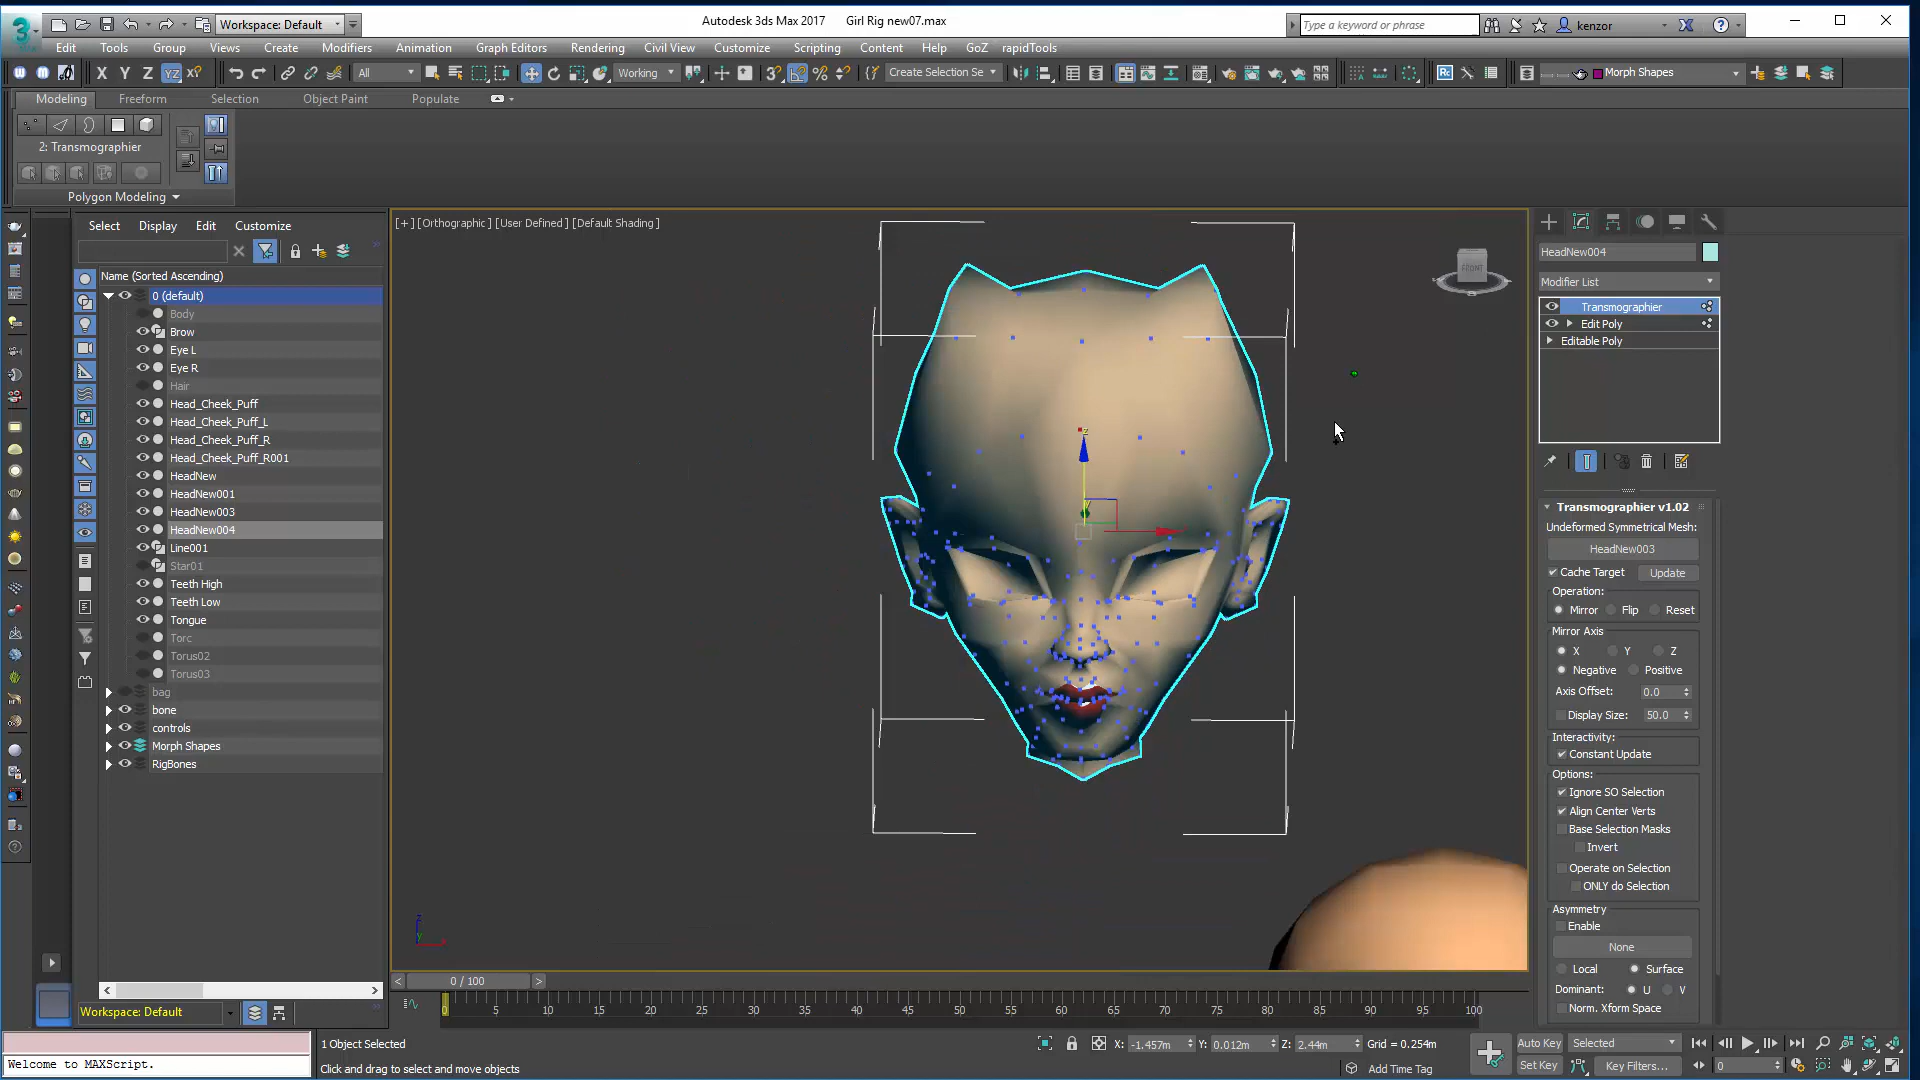 Workspace: Default
Autodesk 3ds Max 2017 Girl Rig new07.max
Type a keyword or phrase
kenzor
Edit Tools Group Views Create Modifiers Animation Graph Editors Rendering Civil View Customize Scripting Content Help GoZ rapidTools
X Y Z YZ XY All Working Create Selection Se Rc Morph Shapes
Modeling Freeform Selection Object Paint Populate
2: Transmographier
Polygon Modeling
Select Display Edit Customize
Name (Sorted Ascending)
0 (default)
Body
Brow
Eye L
Eye R
Hair
Head_Cheek_Puff
Head_Cheek_Puff_L
Head_Cheek_Puff_R
Head_Cheek_Puff_R001
HeadNew
HeadNew001
HeadNew003
HeadNew004
Line001
Star01
Teeth High
Teeth Low
Tongue
Torc
Torus02
Torus03
bag
bone
controls
Morph Shapes
RigBones
[+] [Orthographic] [User Defined] [Default Shading]
FRONT
HeadNew004
Modifier List
Transmographier
Edit Poly
Editable Poly
Transmographier v1.02
Undeformed Symmetrical Mesh:
HeadNew003
Cache Target Update
Operation:
Mirror Flip Reset
Mirror Axis
X Y Z
Negative Positive
Axis Offset: 0.0
Display Size: 50.0
Interactivity:
Constant Update
Options:
Ignore SO Selection
Align Center Verts
Base Selection Masks
Invert
Operate on Selection
ONLY do Selection
Asymmetry
Enable
None
Local Surface
Dominant: U V
Norm. Xform Space
< 0 / 100 >
0 5 10 15 20 25 30 35 40 45 50 55 60 65 70 75 80 85 90 95 100
Workspace: Default
1 Object Selected
X: -1.457m Y: 0.012m Z: 2.44m Grid = 0.254m
Auto Key Selected
Welcome to MAXScript.
Click and drag to select and move objects
Add Time Tag
Set Key Key Filters... 0